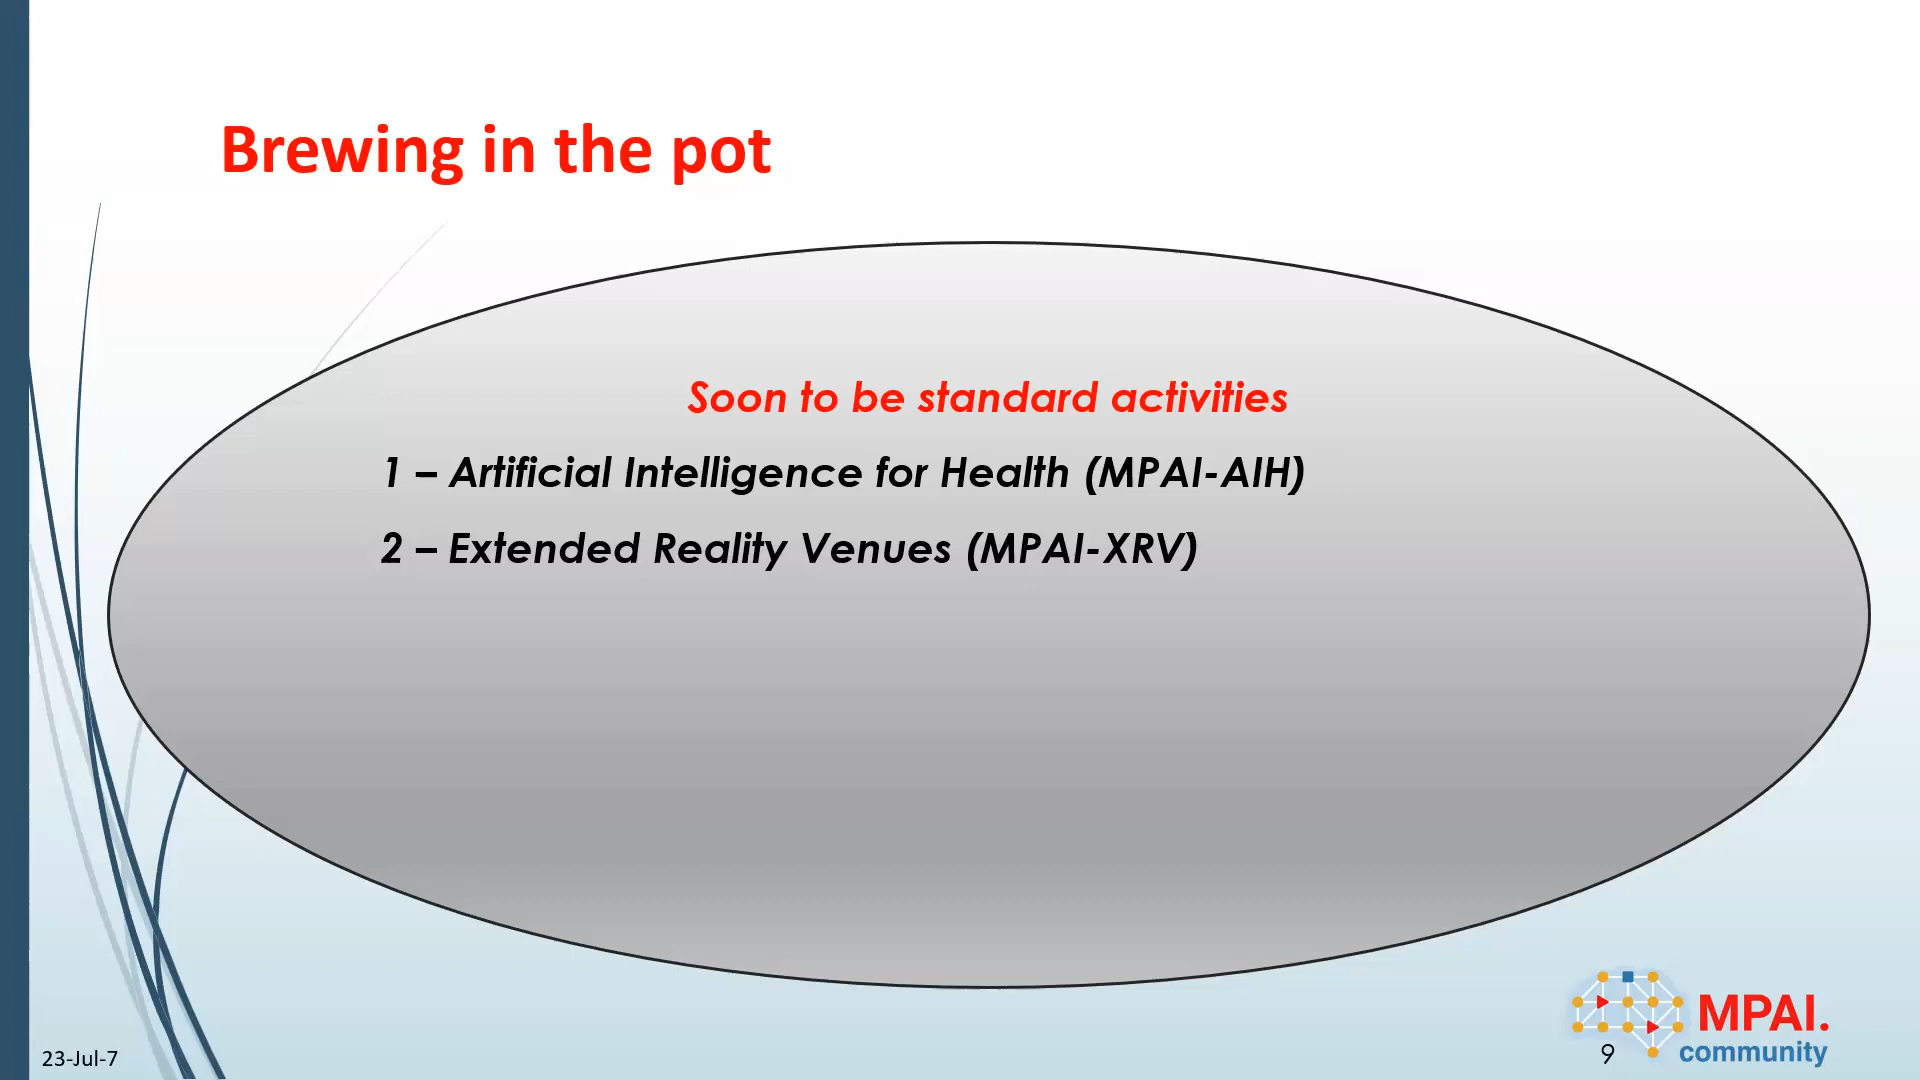 Brewing in the pot
Soon to be standard activities
1 – Artificial Intelligence for Health (MPAI-AIH)
2 – Extended Reality Venues (MPAI-XRV)
23-Jul-7
9
MPAI.
community